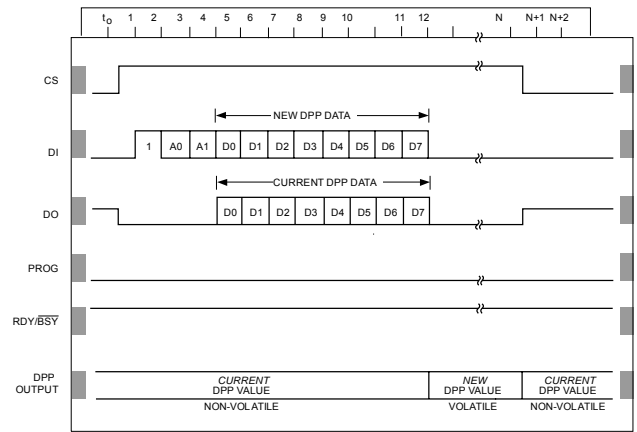 to 1 2 3 4 5 6 7 8 9 10 11 12 N N+1 N+2
CS
NEW DPP DATA
DI 1 A0 A1 D0 D1 D2 D3 D4 D5 D6 D7
CURRENT DPP DATA
DO D0 D1 D2 D3 D4 D5 D6 D7
PROG
RDY/BSY
DPP OUTPUT
CURRENT DPP VALUE
NON-VOLATILE
NEW DPP VALUE
VOLATILE
CURRENT DPP VALUE
NON-VOLATILE